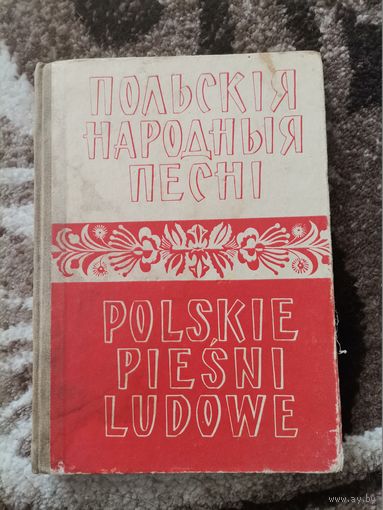 ПОЛЬСКІЯ
НАРОДНЫЯ
ПЕСНІ
POLSKIE
PIEŚNI
LUDOWE
www.ay.by